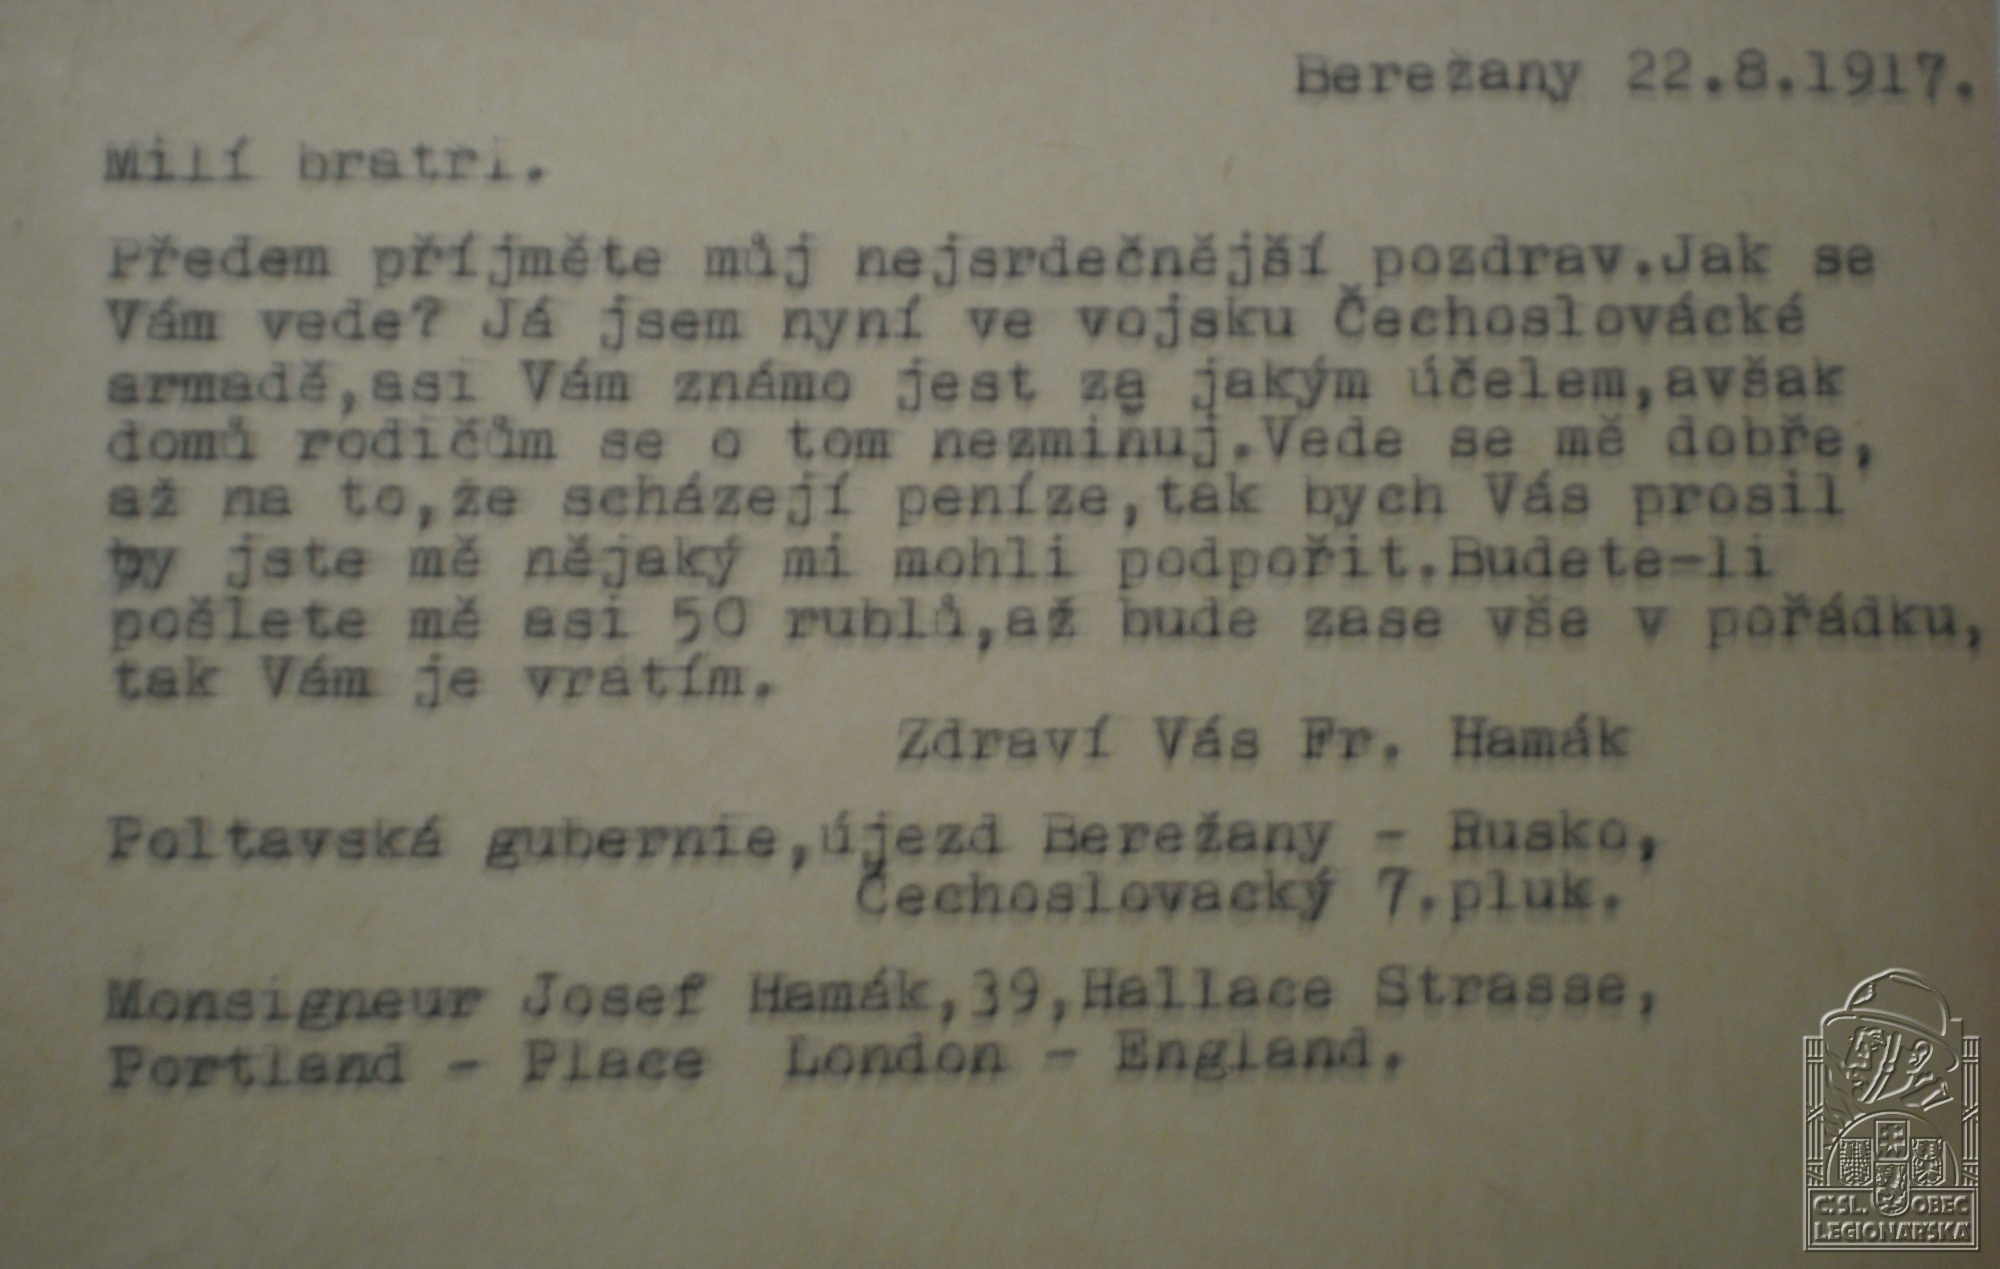 Berežany 22.8.1917.
Milí bratři.
Předem příjměte můj nejsrdečnější pozdrav.Jak se
Vám vede? Já jsem nyní ve vojsku Čechoslovácké
armadě,asi Vám známo jest za jakým účelem,avšak
domů rodičům se o tom nezmiňuj.Vede se mě dobře,
až na to,že scházejí peníze,tak bych Vás prosil
by jste mě nějaký mi mohli podpořit.Budete-li
pošlete mě asi 50 rublů,až bude zase vše v pořádku,
tak Vám je vrátím.
Zdraví Vás Fr. Hamák
Poltavská gubernie,újezd Berežany - Rusko,
Čechoslovacký 7.pluk.
Monsigneur Josef Hamák,39,Hallace Strasse,
Portland - Place London - England.
Č.SL. OBEC
LEGIONÁŘSKÁ